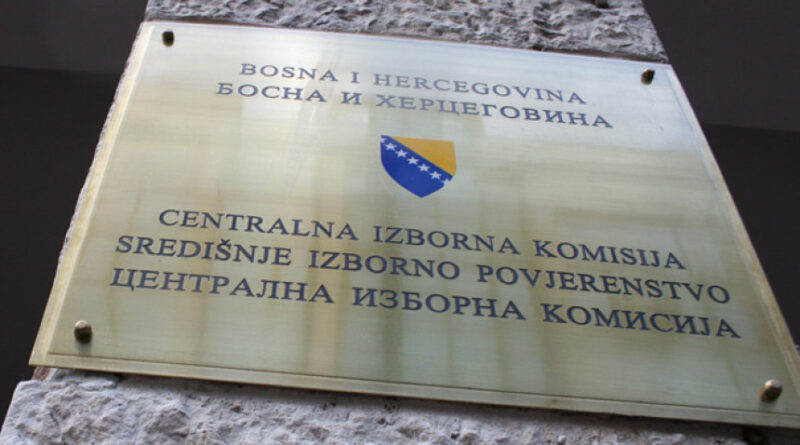 BOSNA I HERCEGOVINA
БОСНА И ХЕРЦЕГОВИНА
CENTRALNA IZBORNA KOMISIJA
SREDIŠNJE IZBORNO POVJERENSTVO
ЦЕНТРАЛНА ИЗБОРНА КОМИСИЈА